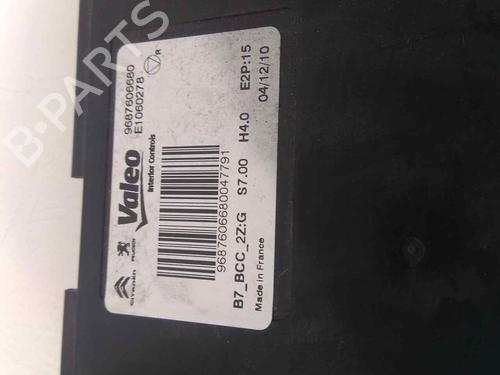 9687606680
E1060278 R
Valeo
Interior Controls
CITROËN PEUGEOT
96876066800047791
B7_BCC_2Z:G S7.00 H4.0 E2P:15
Made in France 04/12/10
B-PARTS